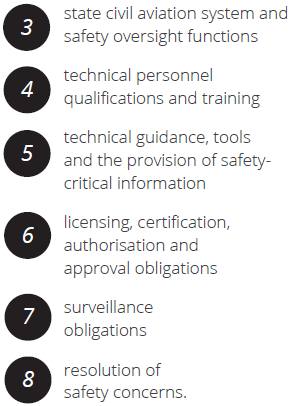 3 state civil aviation system and
safety oversight functions
4 technical personnel
qualifications and training
5 technical guidance, tools
and the provision of safety-
critical information
6 licensing, certification,
authorisation and
approval obligations
7 surveillance
obligations
8 resolution of
safety concerns.